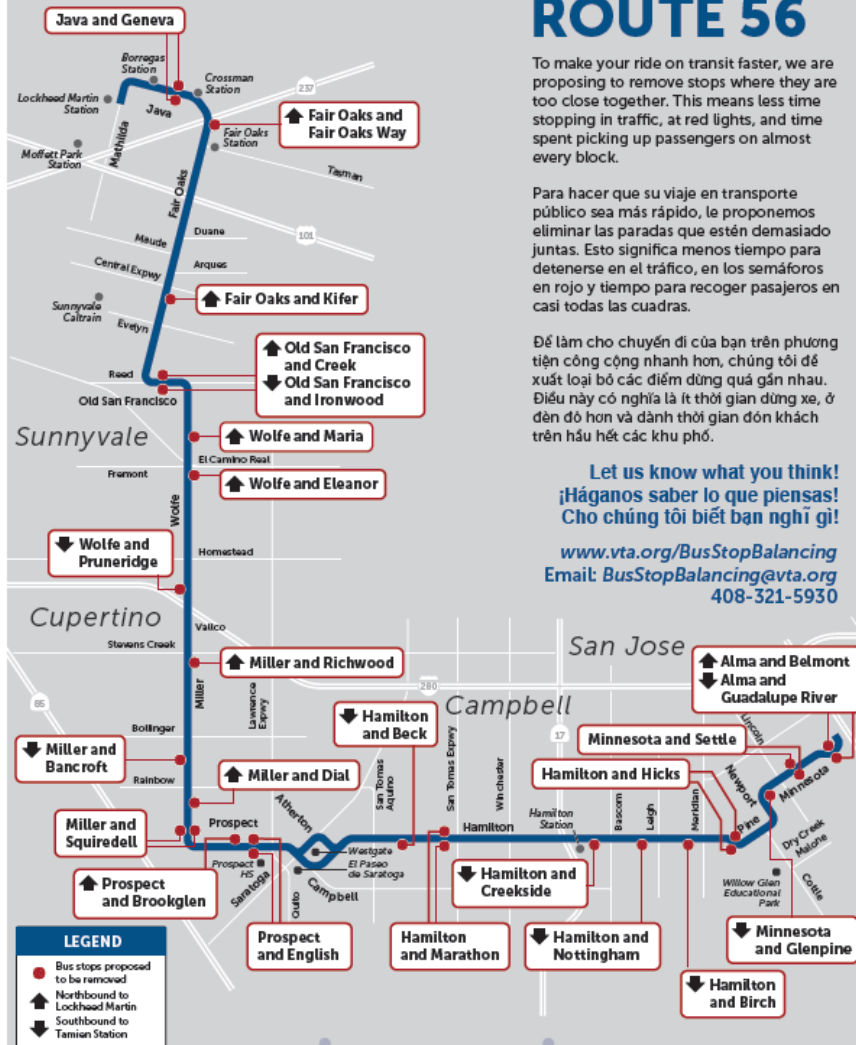 ROUTE 56
To make your ride on transit faster, we are
proposing to remove stops where they are
too close together. This means less time
stopping in traffic, at red lights, and time
spent picking up passengers on almost
every block.
Para hacer que su viaje en transporte
público sea más rápido, le proponemos
eliminar las paradas que estén demasiado
juntas. Esto significa menos tiempo para
detenerse en el tráfico, en los semáforos
en rojo y tiempo para recoger pasajeros en
casi todas las cuadras.
Để làm cho chuyến đi của bạn trên phương
tiện công cộng nhanh hơn, chúng tôi đề
xuất loại bỏ các điểm dừng quá gần nhau.
Điều này có nghĩa là ít thời gian dừng xe, ở
đèn đỏ hơn và dành thời gian đón khách
trên hầu hết các khu phố.
Let us know what you think!
¡Háganos saber lo que piensas!
Cho chúng tôi biết bạn nghĩ gì!
www.vta.org/BusStopBalancing
Email: BusStopBalancing@vta.org
408-321-5930
Java and Geneva
Borregas
Station
Crossman
Station
Lockheed Martin
Station
Java
237
Fair Oaks and
Fair Oaks Way
Fair Oaks
Station
Moffett Park
Station
Mathilda
Tasman
Fair Oaks
Duane
101
Maude
Central Expwy
Arques
Sunnyvale
Caltrain
Fair Oaks and Kifer
Evelyn
Old San Francisco
and Creek
Old San Francisco
and Ironwood
Reed
Old San Francisco
Sunnyvale
Wolfe and Maria
El Camino Real
Fremont
Wolfe and Eleanor
Wolfe
Wolfe and
Pruneridge
Homestead
Cupertino
Vallco
Stevens Creek
San Jose
Miller and Richwood
Miller
Lawrence
Expwy
280
85
Campbell
17
Alma and Belmont
Alma and
Guadalupe River
Lincoln
Hamilton
and Beck
Bollinger
Miller and
Bancroft
Rainbow
Miller and Dial
San Tomas
Aquino
San Tomas Expwy
Winchester
Minnesota and Settle
Hamilton and Hicks
Newport
Minnesota
Atherton
Miller and
Squiredell
Prospect
Hamilton
Hamilton
Station
Bascom
Leigh
Meridian
Pine
Dry Creek
Malone
Cottle
Prospect
HS
Saratoga
Westgate
El Paseo
de Saratoga
Quito
Campbell
Prospect
and Brookglen
Hamilton and
Creekside
Willow Glen
Educational
Park
Prospect
and English
Hamilton
and Marathon
Hamilton and
Nottingham
Minnesota
and Glenpine
Hamilton
and Birch
LEGEND
Bus stops proposed
to be removed
Northbound to
Lockheed Martin
Southbound to
Tamien Station